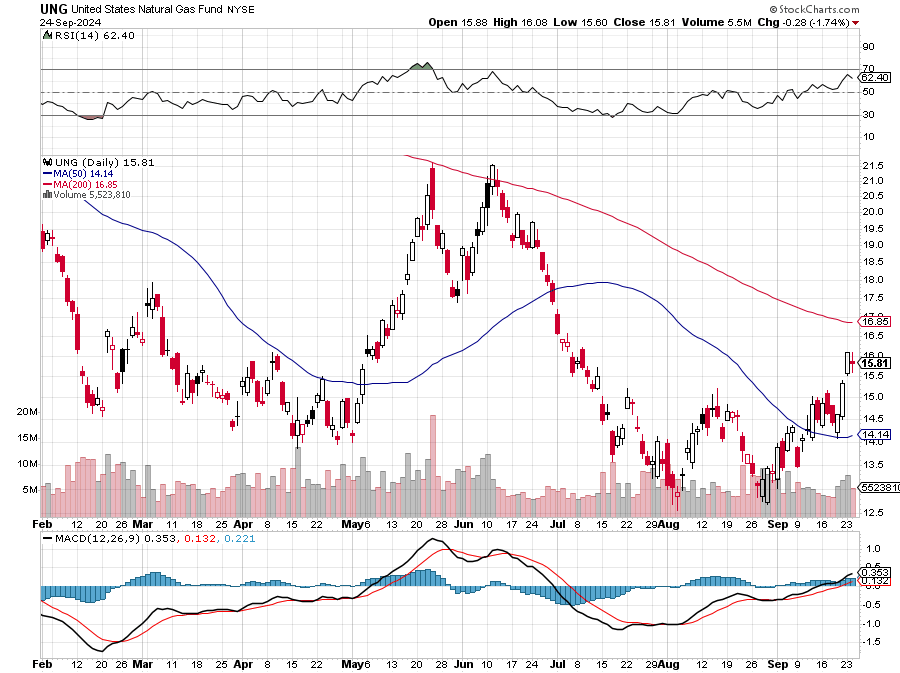 UNG United States Natural Gas Fund NYSE © StockCharts.com
24-Sep-2024 Open 15.88 High 16.08 Low 15.60 Close 15.81 Volume 5.5M Chg -0.28 (-1.74%)
RSI(14) 62.40
90
70
62.40
50
30
10
UNG (Daily) 15.81
MA(50) 14.14
MA(200) 16.85
Volume 5,523,810
21.5
21.0
20.5
20.0
19.5
19.0
18.5
18.0
17.5
17.0
16.85
16.5
16.0
15.81
15.5
15.0
14.5
14.14
14.0
13.5
5523810
12.5
20M
15M
10M
5M
Feb 12 20 26 Mar 11 18 25 Apr 8 15 22 May 6 13 20 28 Jun 10 17 24 Jul 8 15 22 29 Aug 12 19 26 Sep 9 16 23
MACD(12,26,9) 0.353, 0.132, 0.221
1.0
0.5
0.353
0.132
0.0
-0.5
-1.0
-1.5
Feb 12 20 26 Mar 11 18 25 Apr 8 15 22 May 6 13 20 28 Jun 10 17 24 Jul 8 15 22 29 Aug 12 19 26 Sep 9 16 23